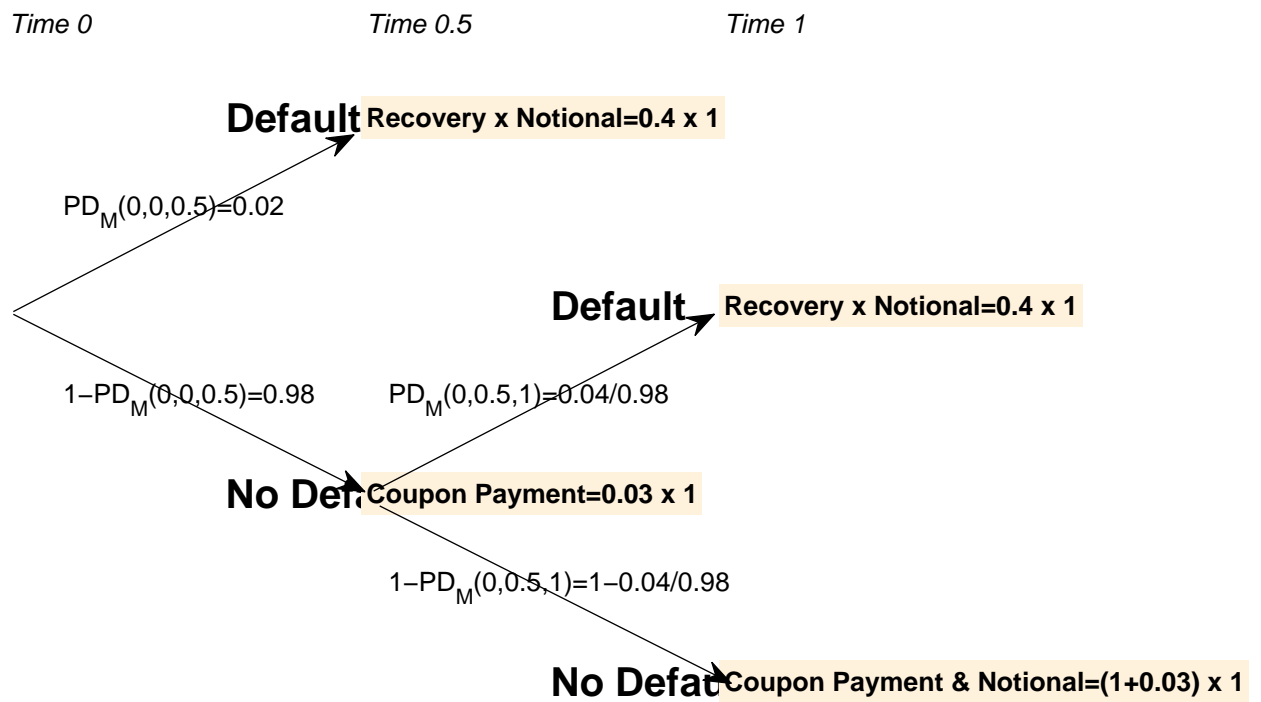 Time 0 Time 0.5 Time 1
Default Recovery x Notional=0.4 x 1
PD_M(0,0,0.5)=0.02
Default Recovery x Notional=0.4 x 1
1−PD_M(0,0,0.5)=0.98 PD_M(0,0.5,1)=0.04/0.98
No Coupon Payment=0.03 x 1
1−PD_M(0,0.5,1)=1−0.04/0.98
No Coupon Payment & Notional=(1+0.03) x 1